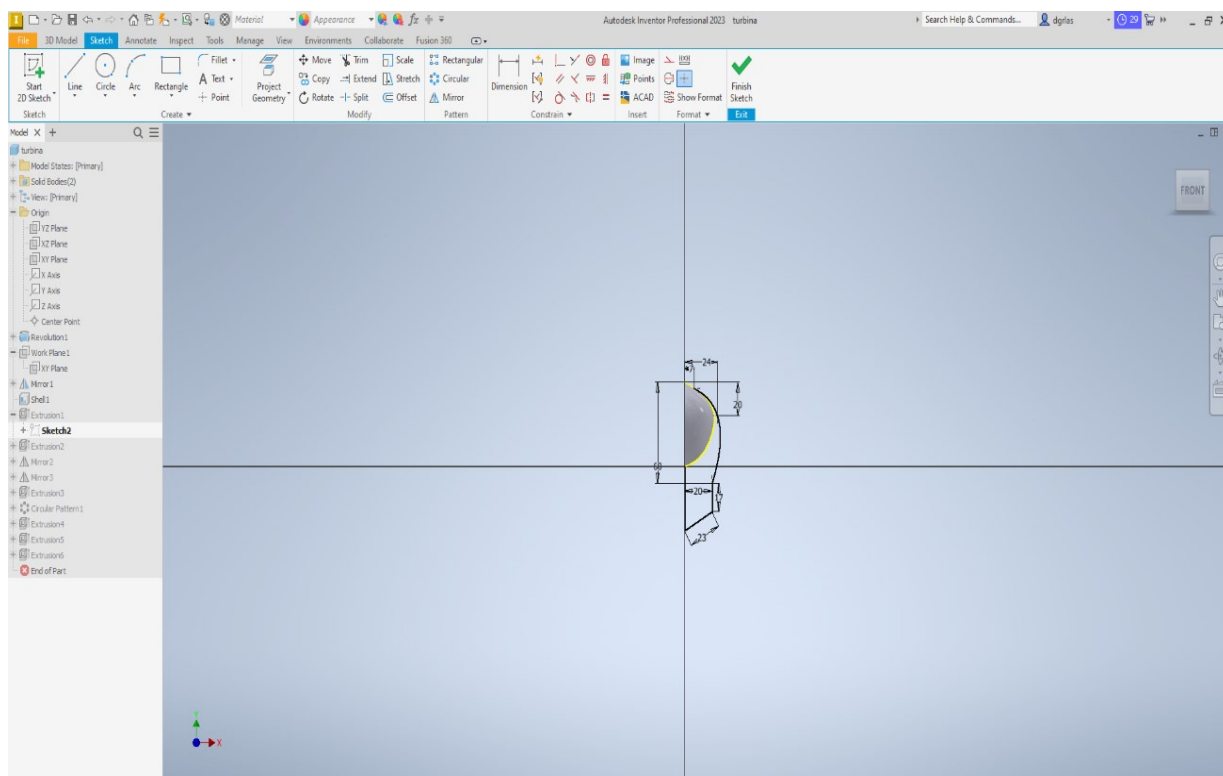 Material
Appearance
Autodesk Inventor Professional 2023 turbina
Search Help & Commands...
dgrlas
29
File 3D Model Sketch Annotate Inspect Tools Manage View Environments Collaborate Fusion 360
Start
2D Sketch
Line
Circle
Arc
Rectangle
Fillet
Text
Point
Project
Geometry
Move Trim Scale
Copy Extend Stretch
Rotate Split Offset
Rectangular
Circular
Mirror
Dimension
Image
Points
ACAD
Show Format
Finish
Sketch
Sketch Create Modify Pattern Constrain Insert Format Exit
Model
turbina
Model States: [Primary]
Solid Bodies(2)
View: [Primary]
Origin
YZ Plane
XZ Plane
XY Plane
X Axis
Y Axis
Z Axis
Center Point
Revolution1
Work Plane1
XY Plane
Mirror1
Shell1
Extrusion1
Sketch2
Extrusion2
Mirror2
Mirror3
Extrusion3
Circular Pattern1
Extrusion4
Extrusion5
Extrusion6
End of Part
FRONT
24
20
60
20
23
X